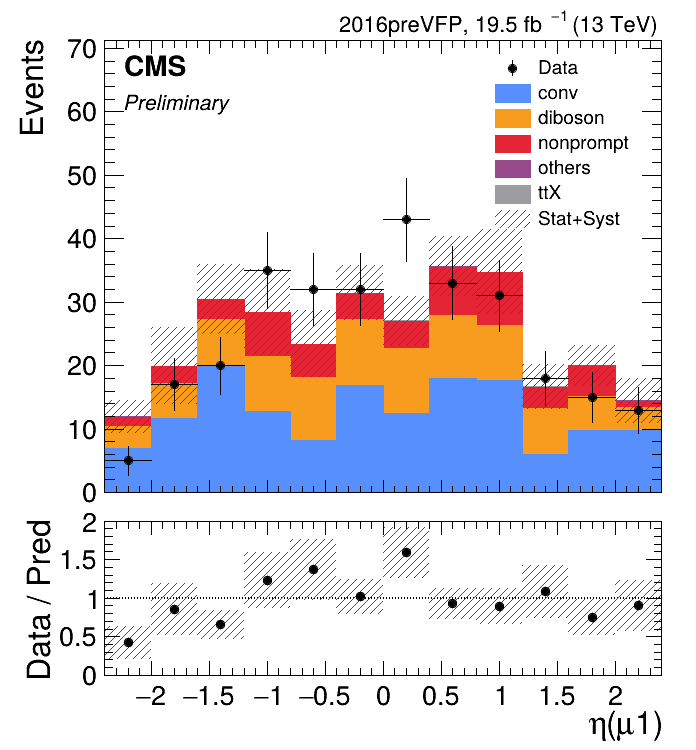 2016preVFP, 19.5 fb⁻¹ (13 TeV)
CMS
Preliminary
Data
conv
diboson
nonprompt
others
ttX
Stat+Syst
Events
70
60
50
40
30
20
10
0
Data / Pred
2
1.5
1
0.5
0
−2 −1.5 −1 −0.5 0 0.5 1 1.5 2
η(μ1)